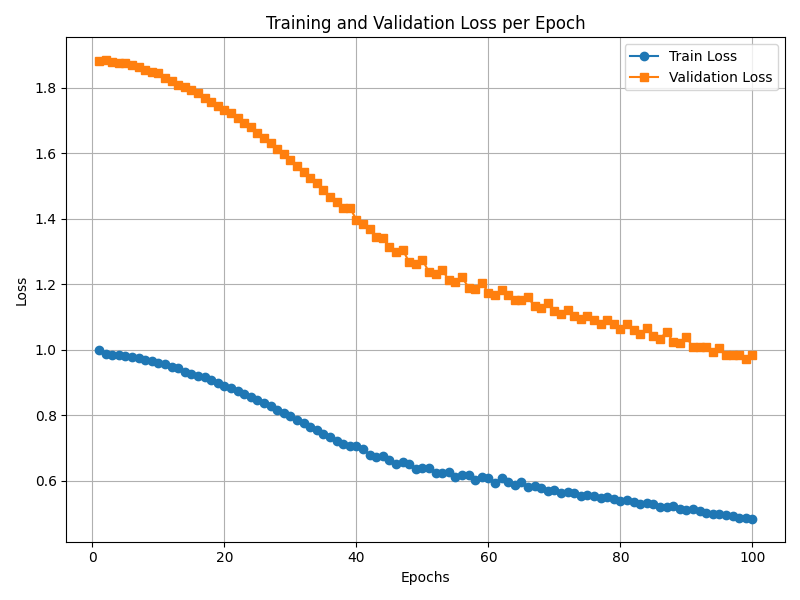 Training and Validation Loss per Epoch
Train Loss
Validation Loss
Loss
1.8
1.6
1.4
1.2
1.0
0.8
0.6
0 20 40 60 80 100
Epochs